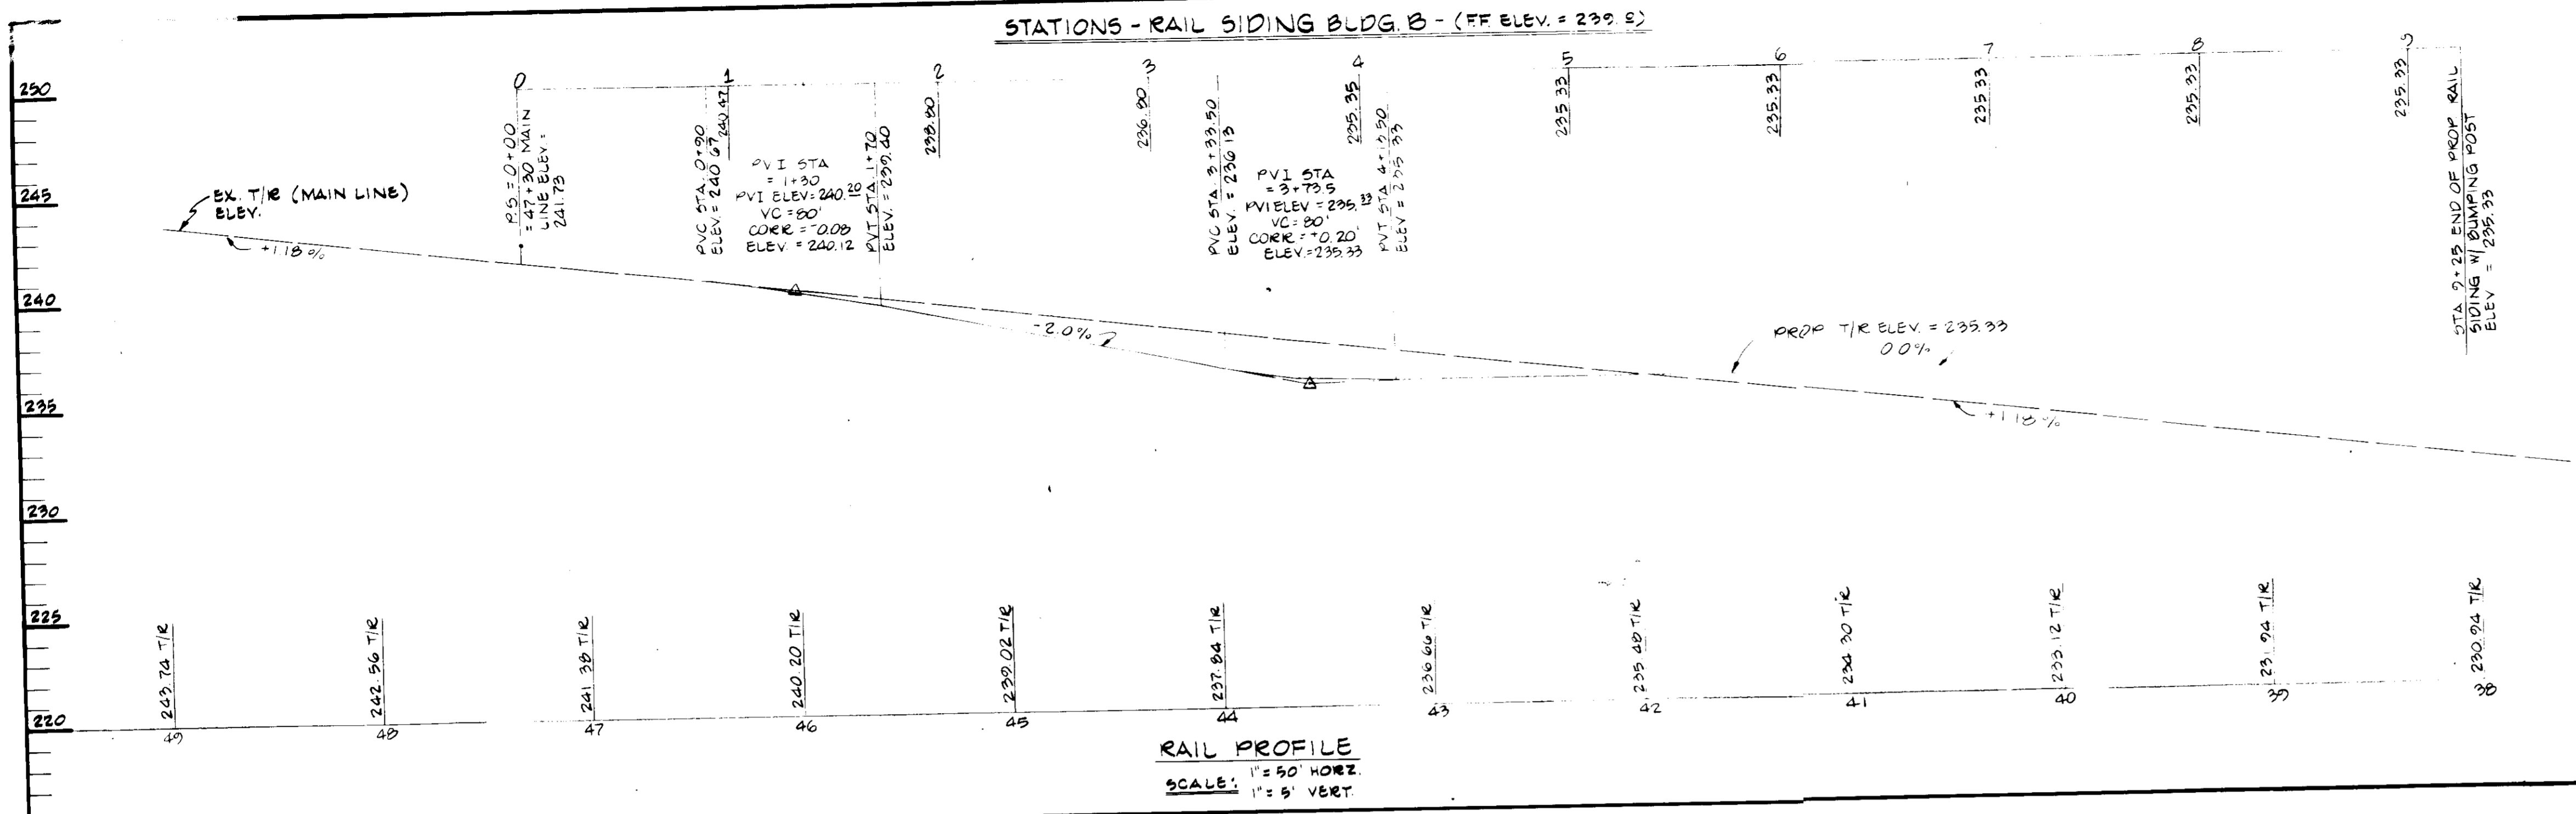 STATIONS - RAIL SIDING BLDG. B - (F.F. ELEV. = 239.8)
0
1
2
3
4
5
6
7
8
9
250
245
240
235
230
225
220
P.S. = 0+00
= 47+30 MAIN
LINE ELEV =
241.73
PVC STA. 0+90
ELEV. = 240.67
240.47
PVI STA
= 1+30
PVI ELEV = 240.20
VC = 80'
CORR = -0.08
ELEV. = 240.12
PVT STA. 1+70
ELEV. = 239.40
238.80
236.80
PVC STA. 3+33.50
ELEV. = 236.13
PVI STA
= 3+73.5
PVI ELEV = 235.33
VC = 80'
CORR = +0.20'
ELEV. = 235.33
235.35
PVT STA 4+13.50
ELEV = 235.33
235.33
235.33
235.33
235.33
235.33
STA 9+25 END OF PROP RAIL
SIDING W/ BUMPING POST
ELEV = 235.33
EX. T/R (MAIN LINE)
ELEV.
+1.18 %
-2.0%
PROP T/R ELEV. = 235.33
0.0%
+1.18 %
243.74 T/R
242.56 T/R
241.38 T/R
240.20 T/R
239.02 T/R
237.84 T/R
236.66 T/R
235.48 T/R
234.30 T/R
233.12 T/R
231.94 T/R
230.94 T/R
49
48
47
46
45
44
43
42
41
40
39
38
RAIL PROFILE
SCALE: 1" = 50' HORZ.
1" = 5' VERT.